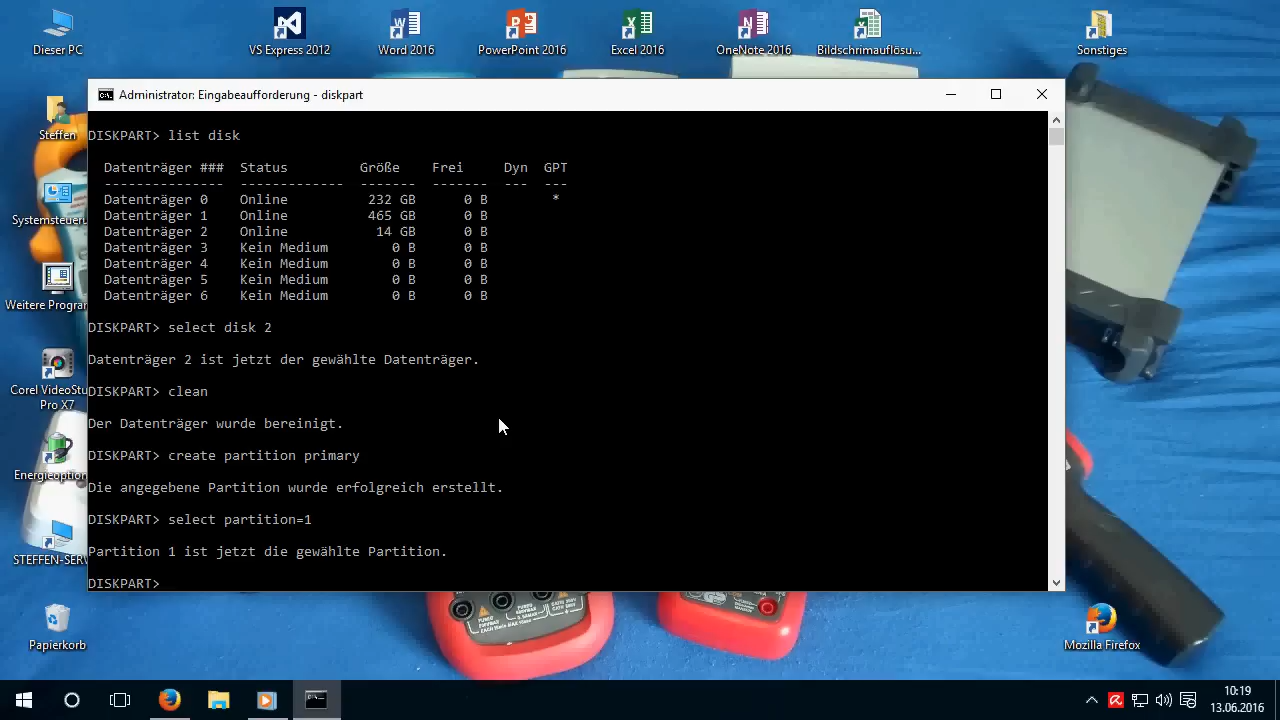 Dieser PC
VS Express 2012
Word 2016
PowerPoint 2016
Excel 2016
OneNote 2016
Bildschrimauflösu...
Sonstiges
Steffen
Systemsteuer
Weitere Progra
Corel VideoStu
Pro X7
Energieoption
STEFFEN-SERV
Papierkorb
Mozilla Firefox
Administrator: Eingabeaufforderung - diskpart
DISKPART> list disk
Datenträger ### Status Größe Frei Dyn GPT
--------------- ------------- ------- ------- --- ---
Datenträger 0 Online 232 GB 0 B *
Datenträger 1 Online 465 GB 0 B
Datenträger 2 Online 14 GB 0 B
Datenträger 3 Kein Medium 0 B 0 B
Datenträger 4 Kein Medium 0 B 0 B
Datenträger 5 Kein Medium 0 B 0 B
Datenträger 6 Kein Medium 0 B 0 B
DISKPART> select disk 2
Datenträger 2 ist jetzt der gewählte Datenträger.
DISKPART> clean
Der Datenträger wurde bereinigt.
DISKPART> create partition primary
Die angegebene Partition wurde erfolgreich erstellt.
DISKPART> select partition=1
Partition 1 ist jetzt die gewählte Partition.
DISKPART>
10:19
13.06.2016